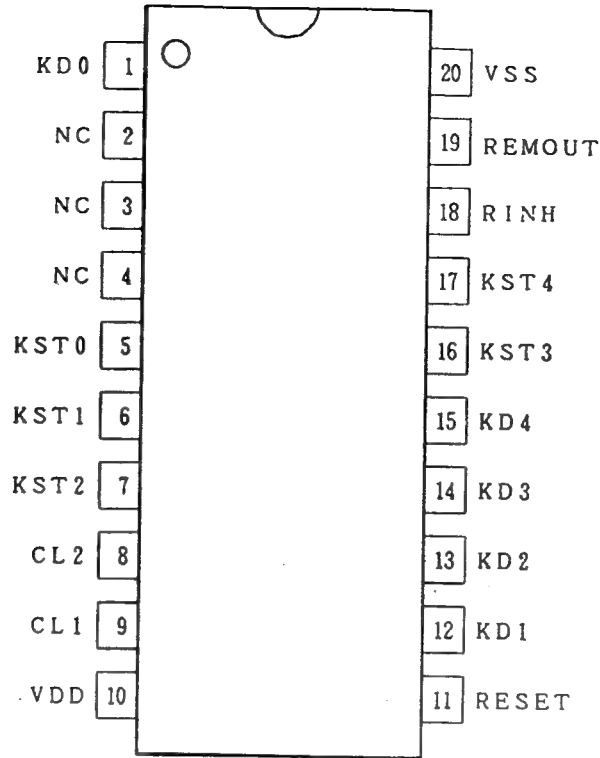 KD0 1 20 VSS
NC 2 19 REMOUT
NC 3 18 RINH
NC 4 17 KST4
KST0 5 16 KST3
KST1 6 15 KD4
KST2 7 14 KD3
CL2 8 13 KD2
CL1 9 12 KD1
VDD 10 11 RESET